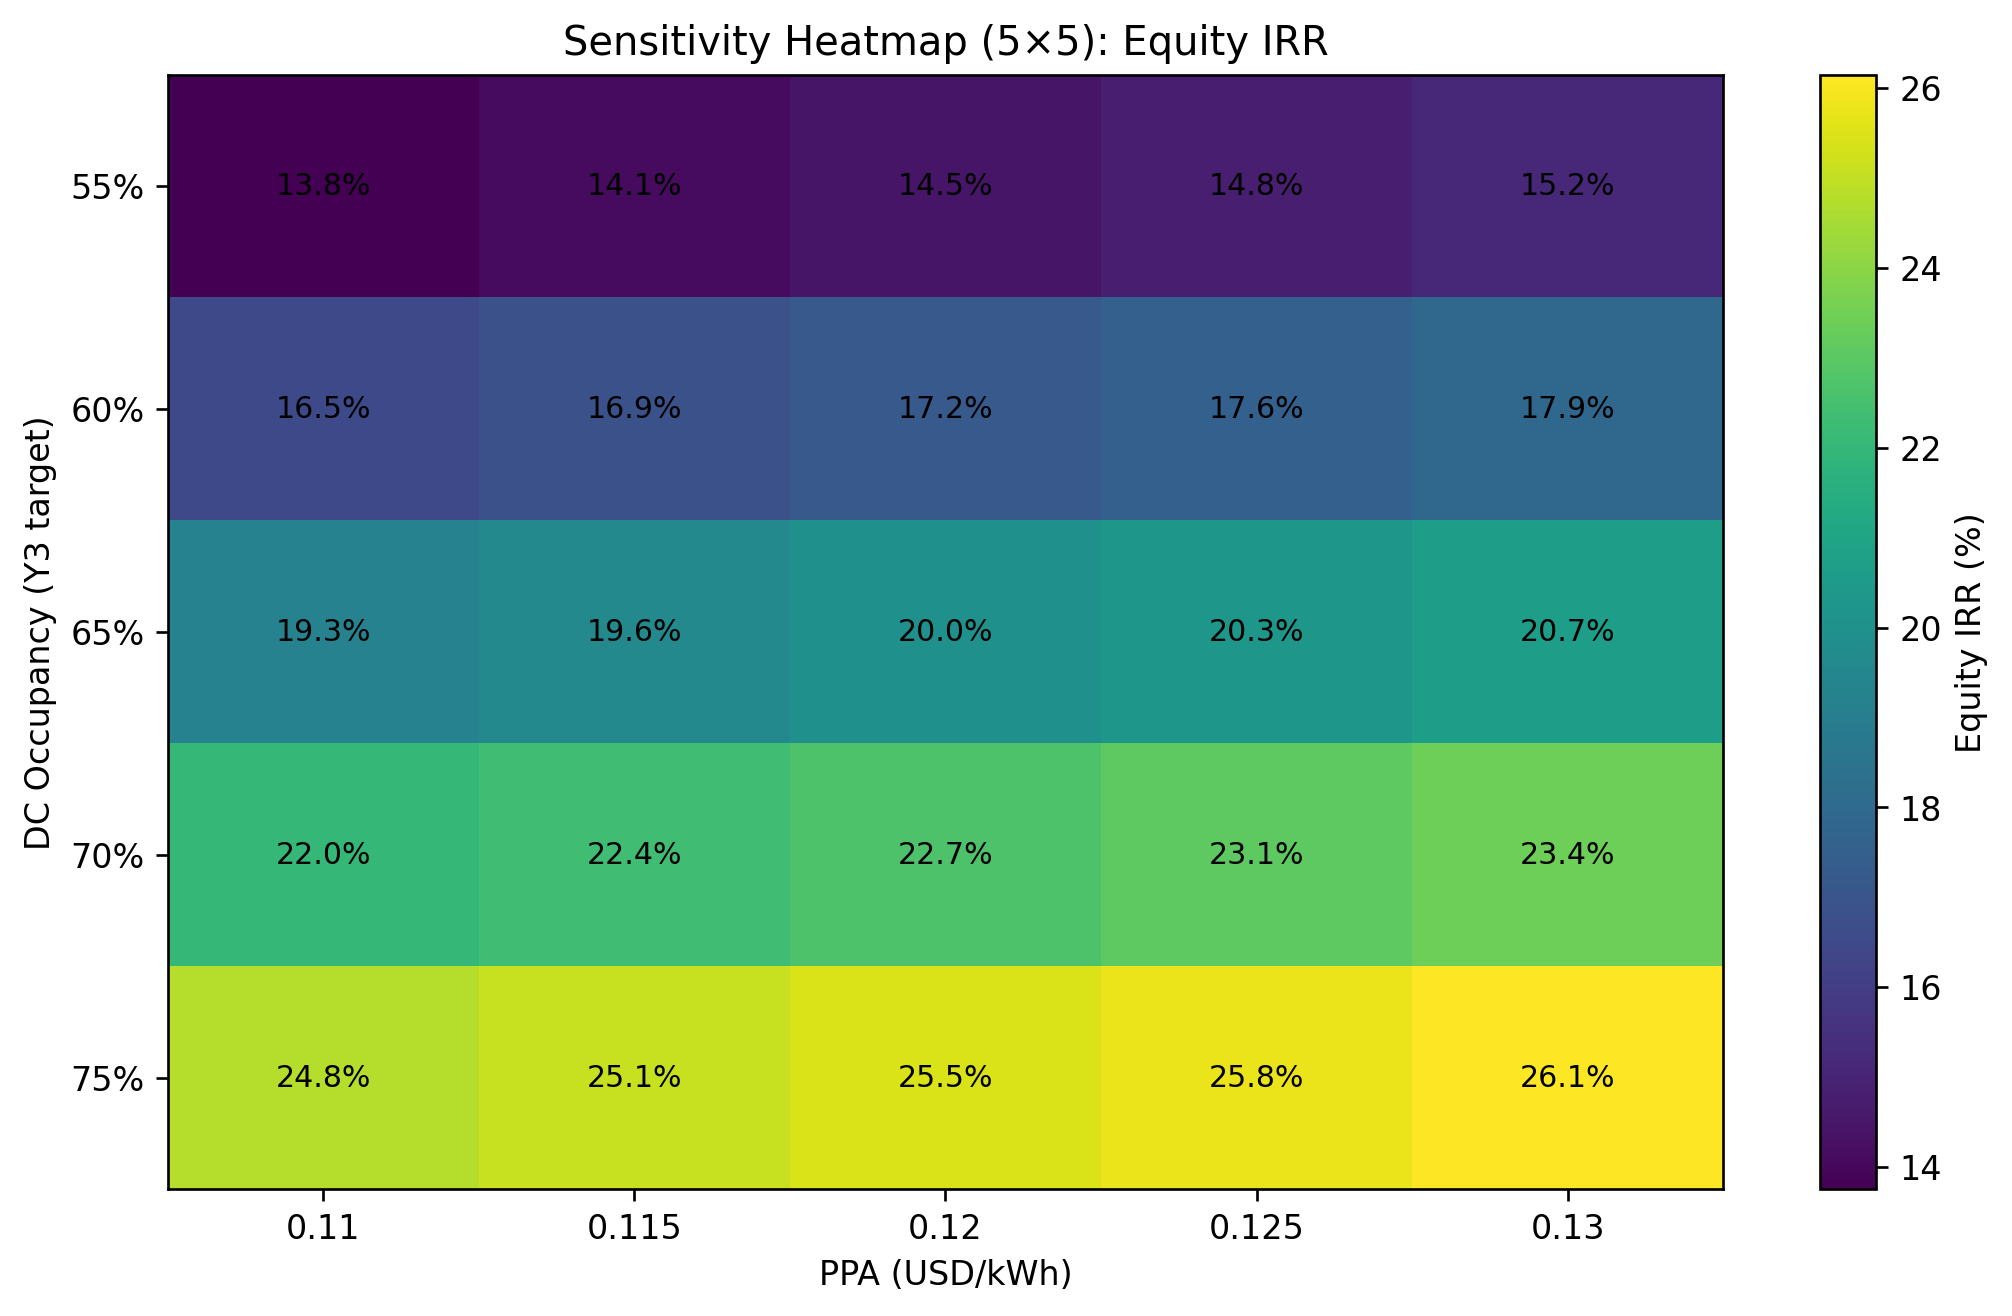 Sensitivity Heatmap (5×5): Equity IRR
DC Occupancy (Y3 target)
55% 13.8% 14.1% 14.5% 14.8% 15.2%
60% 16.5% 16.9% 17.2% 17.6% 17.9%
65% 19.3% 19.6% 20.0% 20.3% 20.7%
70% 22.0% 22.4% 22.7% 23.1% 23.4%
75% 24.8% 25.1% 25.5% 25.8% 26.1%
0.11 0.115 0.12 0.125 0.13
PPA (USD/kWh)
26
24
22
20
18
16
14
Equity IRR (%)